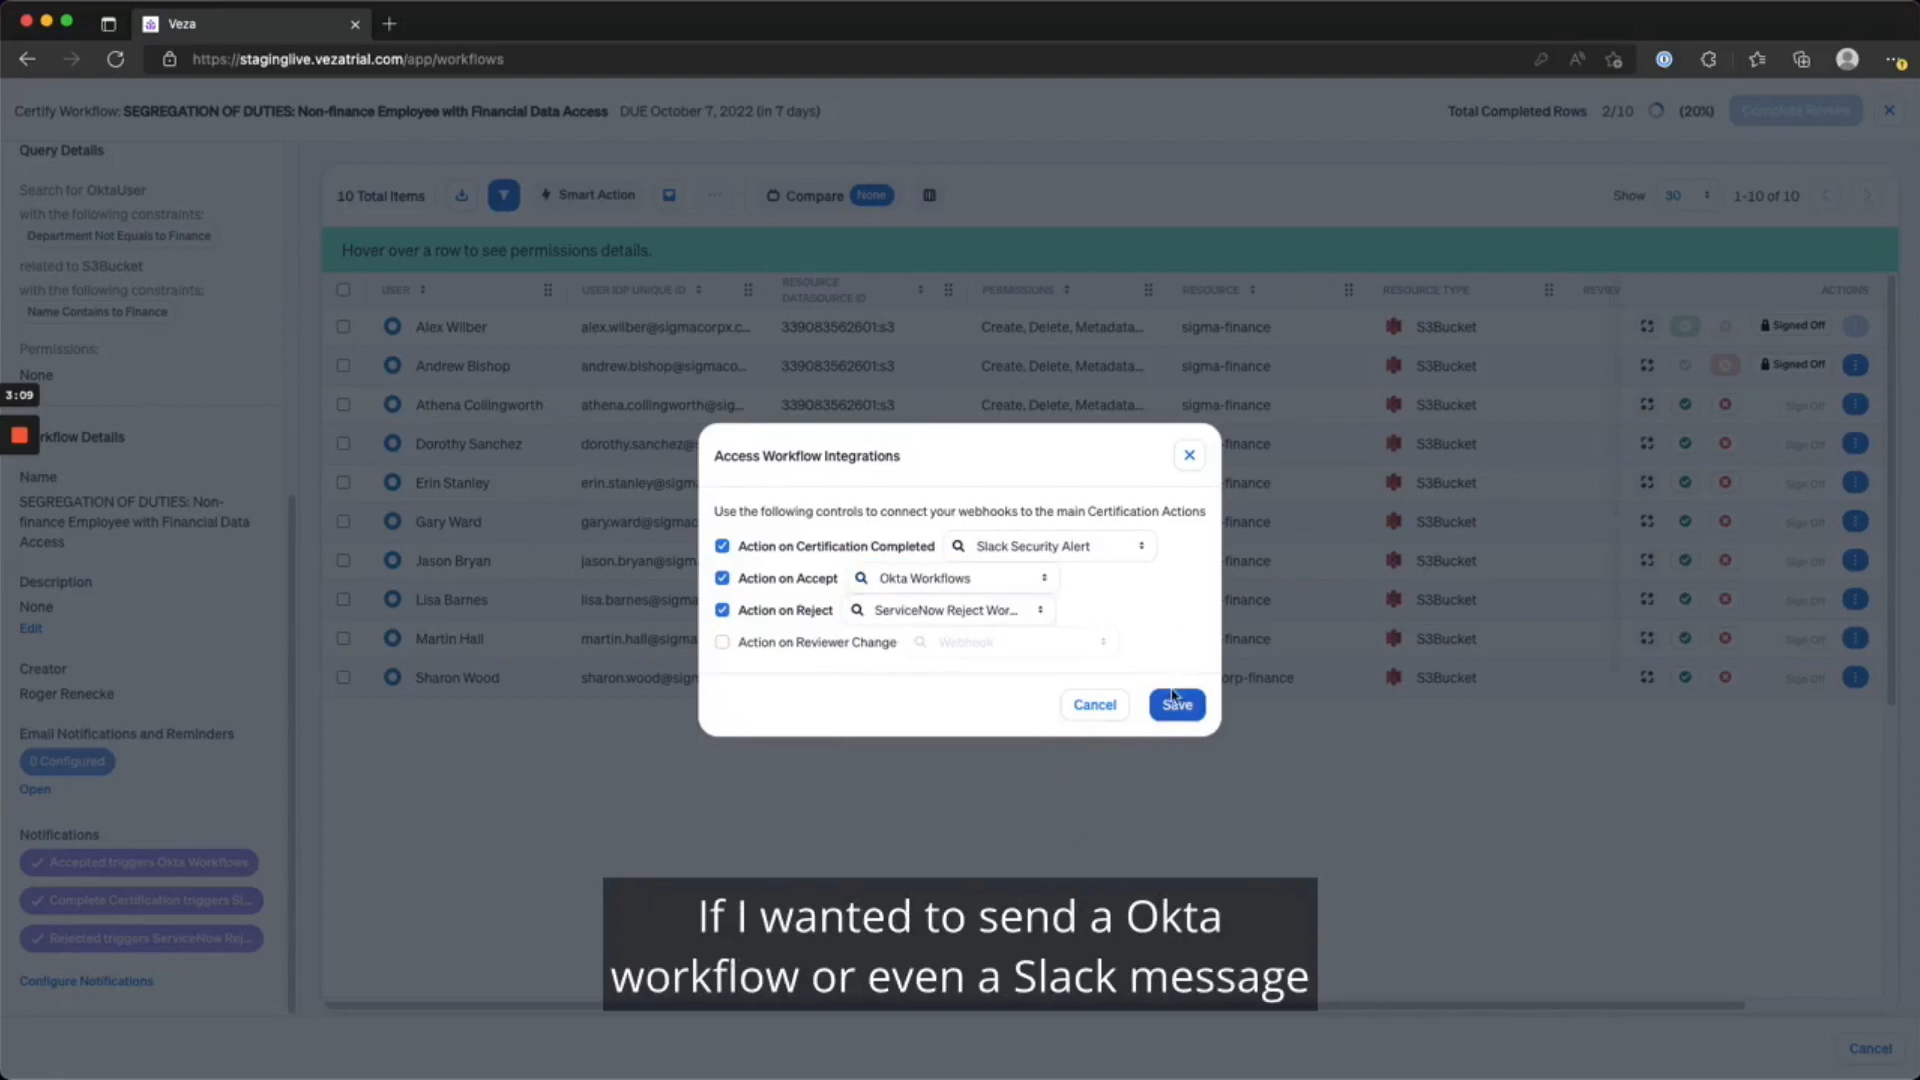 Veza
https://staginglive.vezatrial.com/app/workflows
Certify Workflow: SEGREGATION OF DUTIES: Non-finance Employee with Financial Data Access DUE October 7, 2022 (in 7 days)
Total Completed Rows 2/10 (20%) Complete Review
Query Details
Search for OktaUser
with the following constraints:
Department Not Equals to Finance
related to S3Bucket
with the following constraints:
Name Contains to Finance
Permissions:
None
3:09
rkflow Details
Name
SEGREGATION OF DUTIES: Non-
finance Employee with Financial Data
Access
Description
None
Edit
Creator
Roger Renecke
Email Notifications and Reminders
0 Configured
Open
Notifications
Accepted triggers Okta Workflows
Complete Certification triggers Sl...
Rejected triggers ServiceNow Rej...
Configure Notifications
10 Total Items Smart Action ... Compare None Show 30 1-10 of 10
Hover over a row to see permissions details.
USER USER IDP UNIQUE ID RESOURCE DATASOURCE ID PERMISSIONS RESOURCE RESOURCE TYPE REVIEW ACTIONS
Alex Wilber alex.wilber@sigmacorpx.c... 339083562601:s3 Create, Delete, Metadata... sigma-finance S3Bucket Signed Off
Andrew Bishop andrew.bishop@sigmaco... 339083562601:s3 Create, Delete, Metadata... sigma-finance S3Bucket Signed Off
Athena Collingworth athena.collingworth@sig... 339083562601:s3 Create, Delete, Metadata... sigma-finance S3Bucket Sign Off
Dorothy Sanchez dorothy.sanchez@s -finance S3Bucket Sign Off
Erin Stanley erin.stanley@sigm -finance S3Bucket Sign Off
Gary Ward gary.ward@sigmac -finance S3Bucket Sign Off
Jason Bryan jason.bryan@sigma -finance S3Bucket Sign Off
Lisa Barnes lisa.barnes@sigma -finance S3Bucket Sign Off
Martin Hall martin.hall@sigma -finance S3Bucket Sign Off
Sharon Wood sharon.wood@sigm orp-finance S3Bucket Sign Off
Access Workflow Integrations
Use the following controls to connect your webhooks to the main Certification Actions
Action on Certification Completed Slack Security Alert
Action on Accept Okta Workflows
Action on Reject ServiceNow Reject Wor...
Action on Reviewer Change Webhook
Cancel Save
If I wanted to send a Okta
workflow or even a Slack message
Cancel